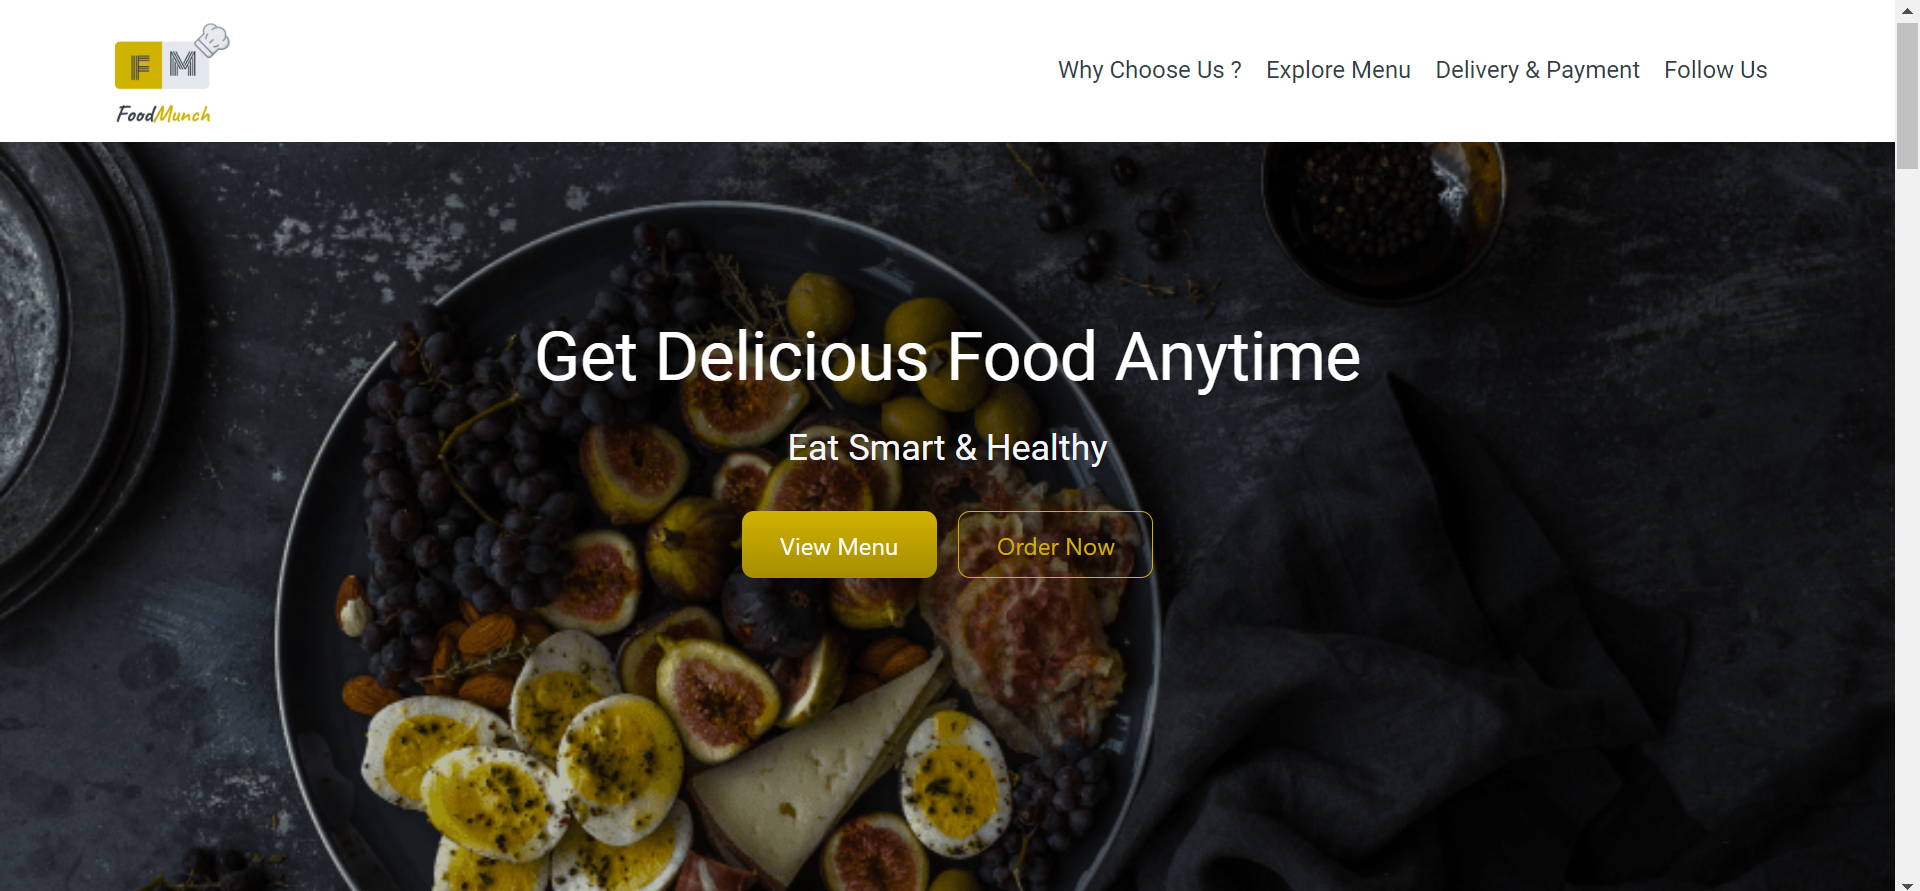 F M
FoodMunch
Why Choose Us ? Explore Menu Delivery & Payment Follow Us
Get Delicious Food Anytime
Eat Smart & Healthy
View Menu Order Now